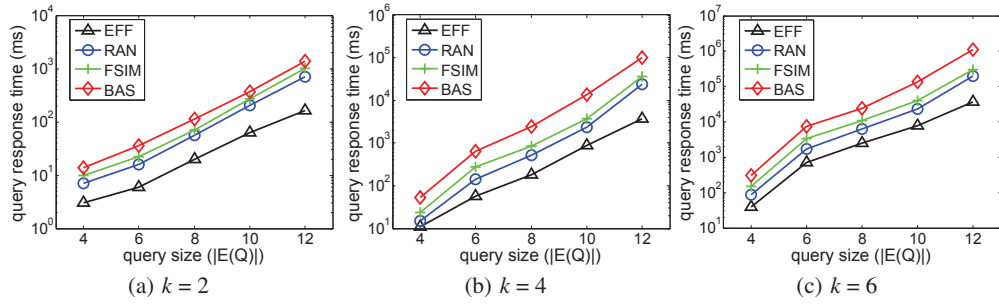 query response time (ms)
10^4
10^3
10^2
10^1
10^0
EFF
RAN
FSIM
BAS
4 6 8 10 12
query size (|E(Q)|)
(a) k = 2
query response time (ms)
10^6
10^5
10^4
10^3
10^2
10^1
EFF
RAN
FSIM
BAS
4 6 8 10 12
query size (|E(Q)|)
(b) k = 4
query response time (ms)
10^7
10^6
10^5
10^4
10^3
10^2
10^1
EFF
RAN
FSIM
BAS
4 6 8 10 12
query size (|E(Q)|)
(c) k = 6